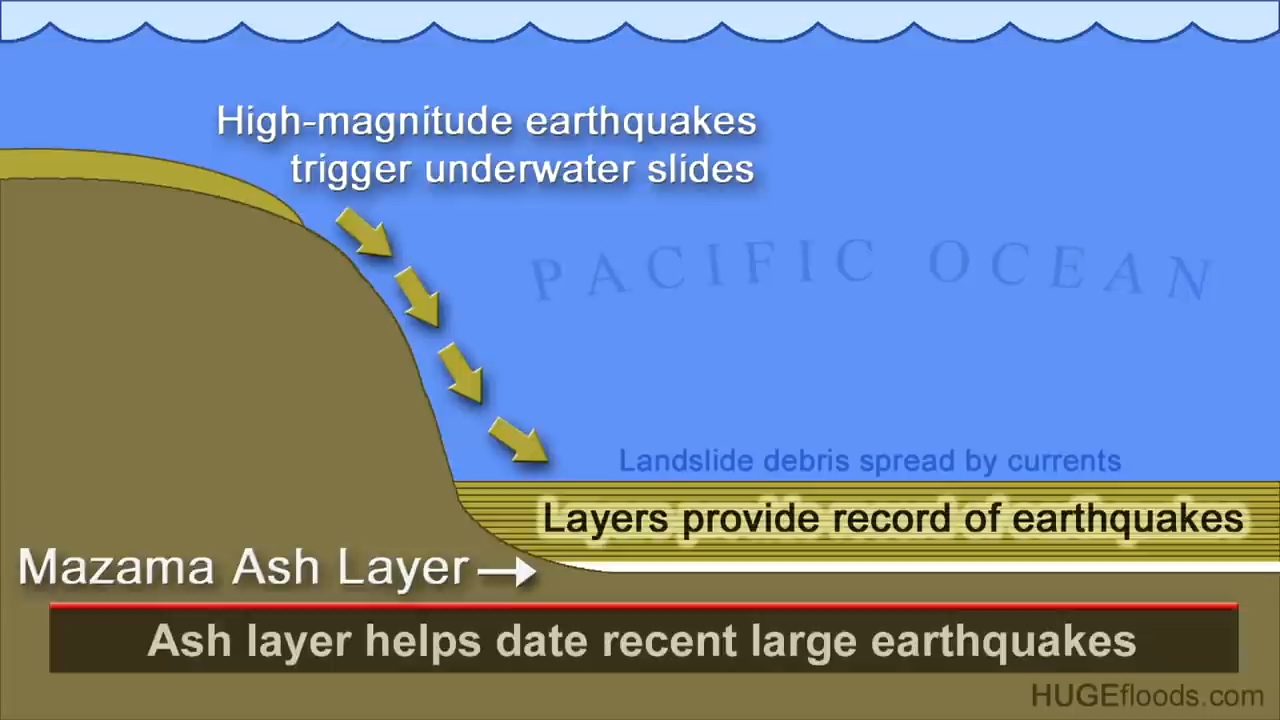 High-magnitude earthquakes
trigger underwater slides
PACIFIC OCEAN
Landslide debris spread by currents
Layers provide record of earthquakes
Mazama Ash Layer
Ash layer helps date recent large earthquakes
HUGEfloods.com